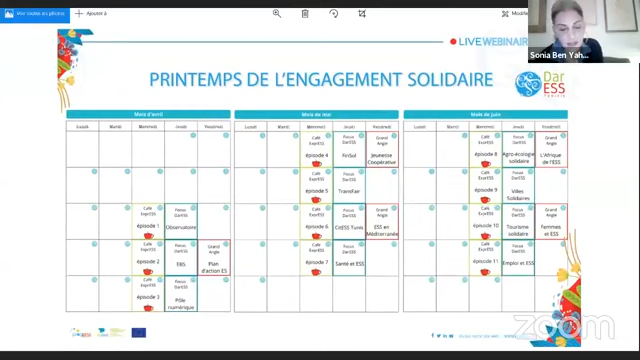 Voir toutes les photos
Ajouter à
LIVE WEBINAIR
Sonia Ben Yah...
PRINTEMPS DE L'ENGAGEMENT SOLIDAIRE
Dar
ESS
Mois d'avril
Mois de mai
Mois de juin
Lundi Mardi Mercredi Jeudi Vendredi
Lundi Mardi Mercredi Jeudi Vendredi
Lundi Mardi Mercredi Jeudi Vendredi
Café ExprESS épisode 4
Focus DarESS FinSol
Grand Angle Jeunesse Coopérative
Café ExprESS épisode 8
Focus DarESS Agro-écologie solidaire
Grand Angle L'Afrique de l'ESS
Café ExprESS épisode 5
Focus DarESS TransFair
Café ExprESS épisode 9
Focus DarESS Villes Solidaires
Café ExprESS épisode 1
Focus DarESS Observatoire
Café ExprESS épisode 6
Focus DarESS CitESS Tunis
Grand Angle ESS en Méditerranée
Café ExprESS épisode 10
Focus DarESS Tourisme solidaire
Grand Angle Femmes et ESS
Café ExprESS épisode 2
Focus DarESS
Grand Angle Plan d'action ES
Café ExprESS épisode 7
Focus DarESS Santé et ESS
Café ExprESS épisode 11
Focus DarESS Emploi et ESS
Café ExprESS épisode 3
Focus DarESS Pôle numérique
zoom